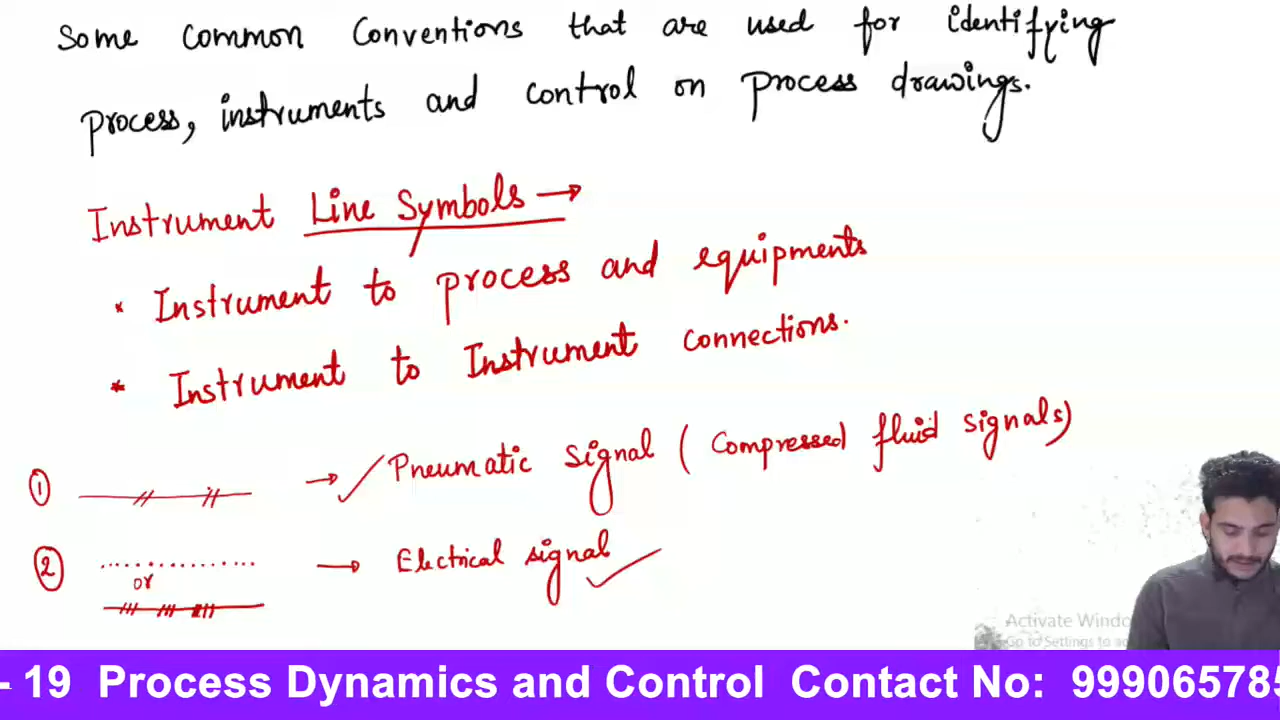 Some common conventions that are used for identifying
process, instruments and control on process drawings.
Instrument Line Symbols →
* Instrument to process and equipments
* Instrument to Instrument connections.
① → Pneumatic signal (Compressed fluid signals)
② → Electrical signal
or
Activate Windo
Go to Settings to a
- 19 Process Dynamics and Control Contact No: 999065785